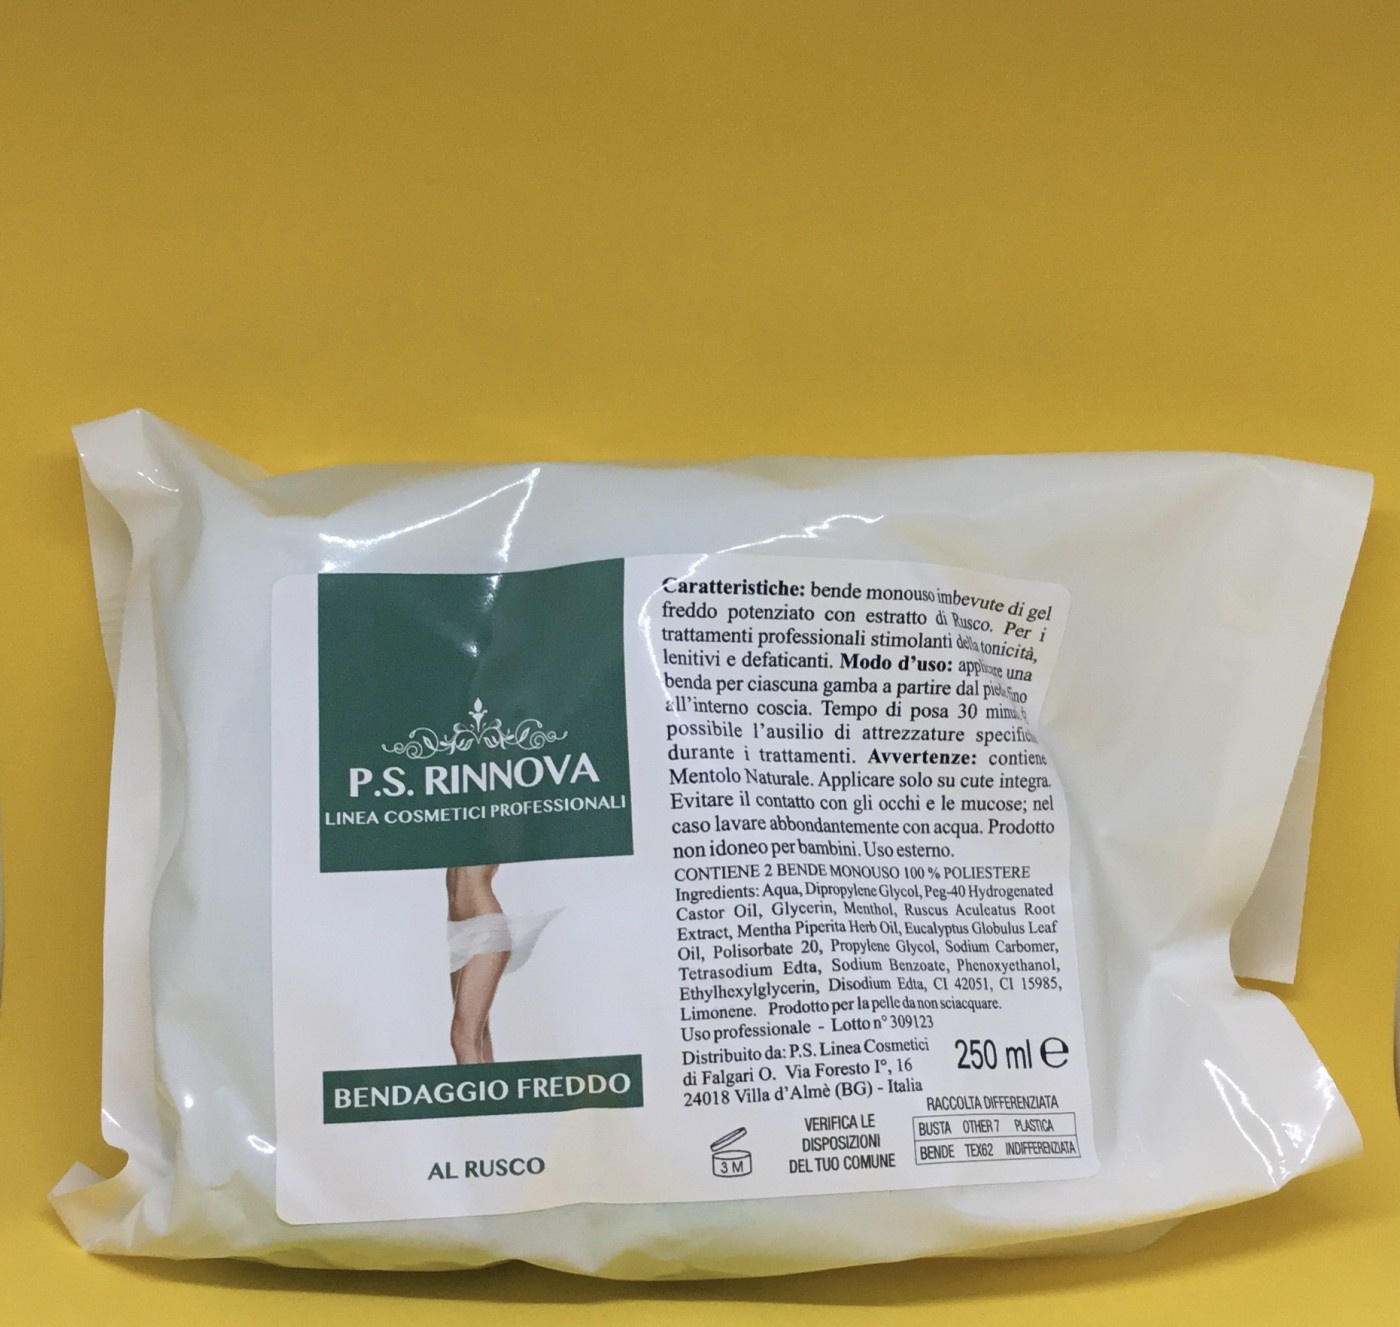 P.S. RINNOVA
LINEA COSMETICI PROFESSIONALI
BENDAGGIO FREDDO
AL RUSCO
Caratteristiche: bende monouso imbevute di gel
freddo potenziato con estratto di Rusco. Per i
trattamenti professionali stimolanti della tonicità,
lenitivi e defaticanti. Modo d'uso: applicare una
benda per ciascuna gamba a partire dal piede fino
all'interno coscia. Tempo di posa 30
possibile l'ausilio di attrezzature
durante i trattamenti. Avvertenze: contiene
Mentolo Naturale. Applicare solo su cute integra.
Evitare il contatto con gli occhi e le mucose; nel
caso lavare abbondantemente con acqua. Prodotto
non idoneo per bambini. Uso esterno.
CONTIENE 2 BENDE MONOUSO 100 % POLIESTERE
Ingredients: Aqua, Dipropylene Glycol, Peg-40 Hydrogenated
Castor Oil, Glycerin, Menthol, Ruscus Aculeatus Root
Extract, Mentha Piperita Herb Oil, Eucalyptus Globulus Leaf
Oil, Polisorbate 20, Propylene Glycol, Sodium Carbomer,
Tetrasodium Edta, Sodium Benzoate, Phenoxyethanol,
Ethylhexylglycerin, Disodium Edta, CI 42051, CI 15985,
Limonene. Prodotto per la pelle da non sciacquare.
Uso professionale - Lotto n° 309123
Distribuito da: P.S. Linea Cosmetici
di Falgari O. Via Foresto I°, 16
24018 Villa d'Almè (BG) - Italia
250 ml e
3 M
VERIFICA LE
DISPOSIZIONI
DEL TUO COMUNE
RACCOLTA DIFFERENZIATA
BUSTA OTHER 7 PLASTICA
BENDE TEX62 INDIFFERENZIATA